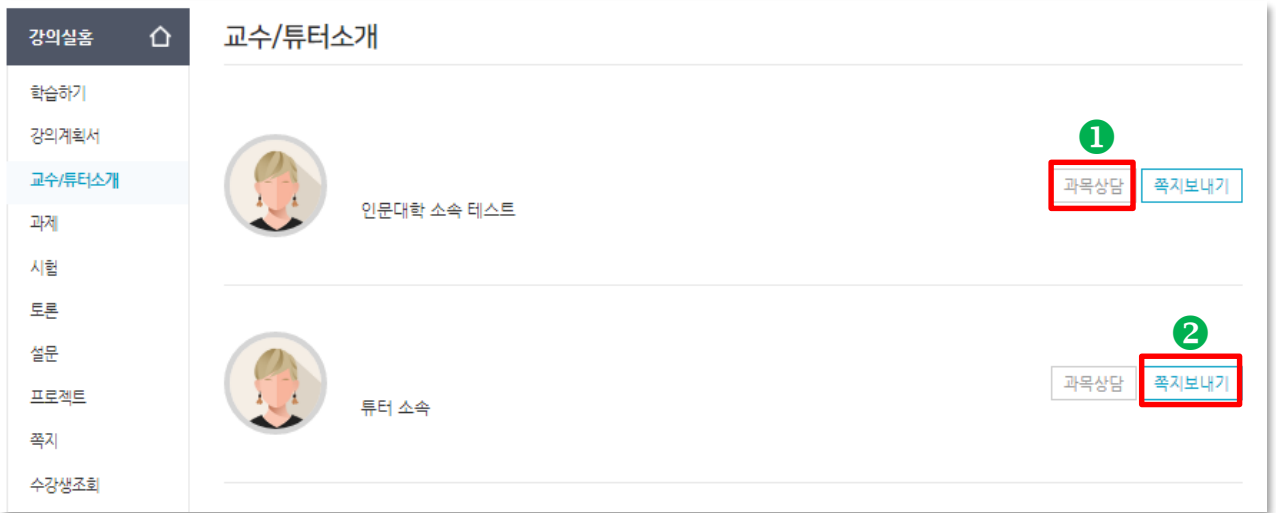 강의실홈
학습하기
강의계획서
교수/튜터소개
과제
시험
토론
설문
프로젝트
쪽지
수강생조회
교수/튜터소개
1
과목상담 쪽지보내기
인문대학 소속 테스트
2
과목상담 쪽지보내기
튜터 소속